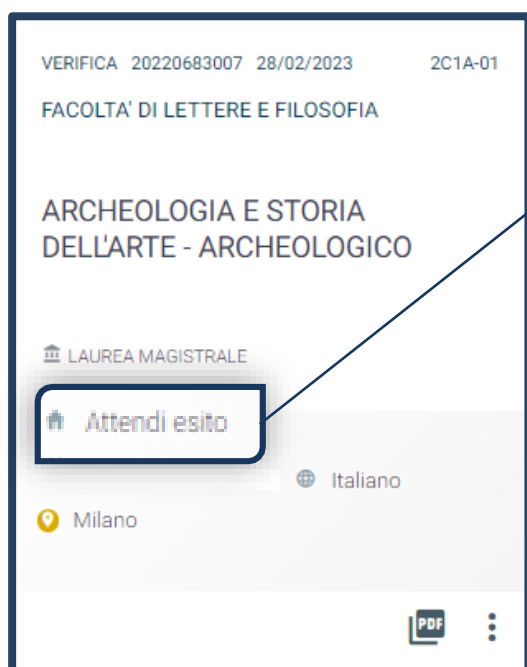 VERIFICA 20220683007 28/02/2023 2C1A-01
FACOLTA' DI LETTERE E FILOSOFIA
ARCHEOLOGIA E STORIA
DELL'ARTE - ARCHEOLOGICO
LAUREA MAGISTRALE
Attendi esito
Italiano
Milano
PDF